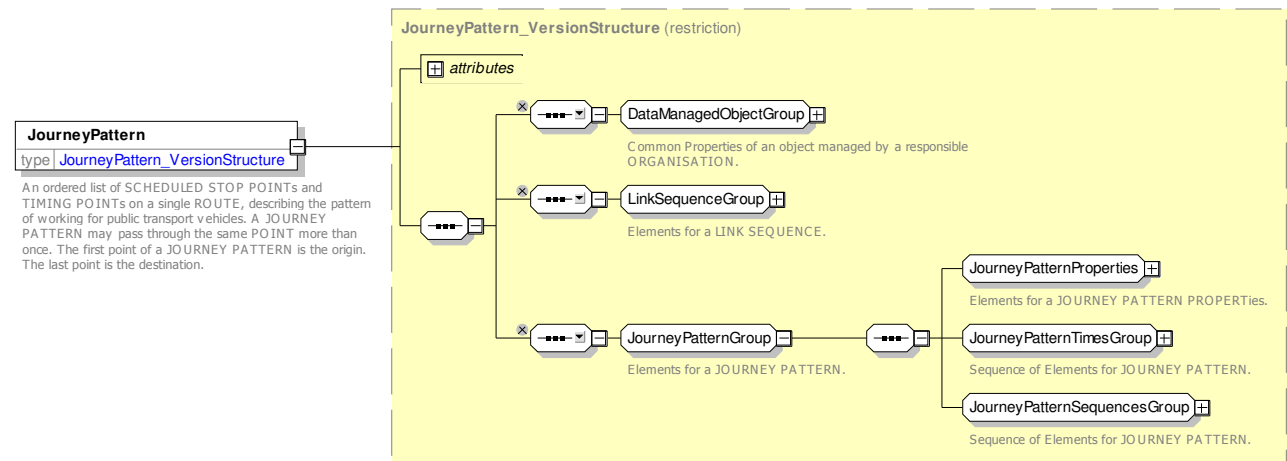 JourneyPattern_VersionStructure (restriction)
attributes
JourneyPattern
type JourneyPattern_VersionStructure
An ordered list of SCHEDULED STOP POINTs and
TIMING POINTs on a single ROUTE, describing the pattern
of working for public transport vehicles. A JOURNEY
PATTERN may pass through the same POINT more than
once. The first point of a JOURNEY PATTERN is the origin.
The last point is the destination.
DataManagedObjectGroup
Common Properties of an object managed by a responsible
ORGANISATION.
LinkSequenceGroup
Elements for a LINK SEQUENCE.
JourneyPatternGroup
Elements for a JOURNEY PATTERN.
JourneyPatternProperties
Elements for a JOURNEY PATTERN PROPERTies.
JourneyPatternTimesGroup
Sequence of Elements for JOURNEY PATTERN.
JourneyPatternSequencesGroup
Sequence of Elements for JOURNEY PATTERN.